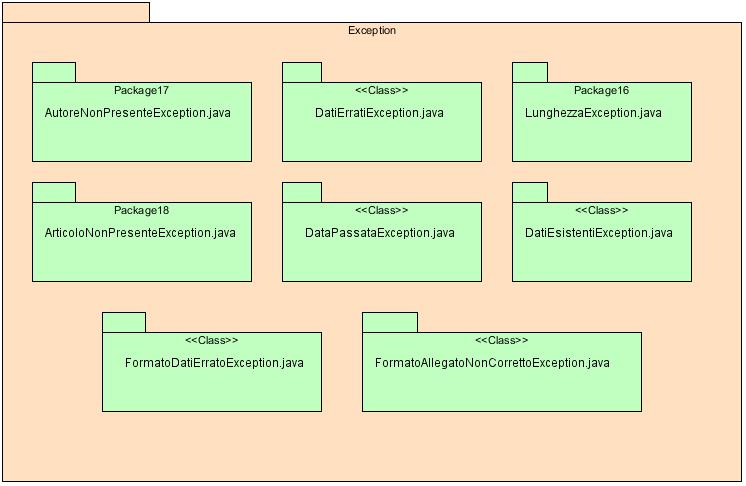 Exception
Package17
AutoreNonPresenteException.java
<<Class>>
DatiErratiException.java
Package16
LunghezzaException.java
Package18
ArticoloNonPresenteException.java
<<Class>>
DataPassataException.java
<<Class>>
DatiEsistentiException.java
<<Class>>
FormatoDatiErratoException.java
<<Class>>
FormatoAllegatoNonCorrettoException.java